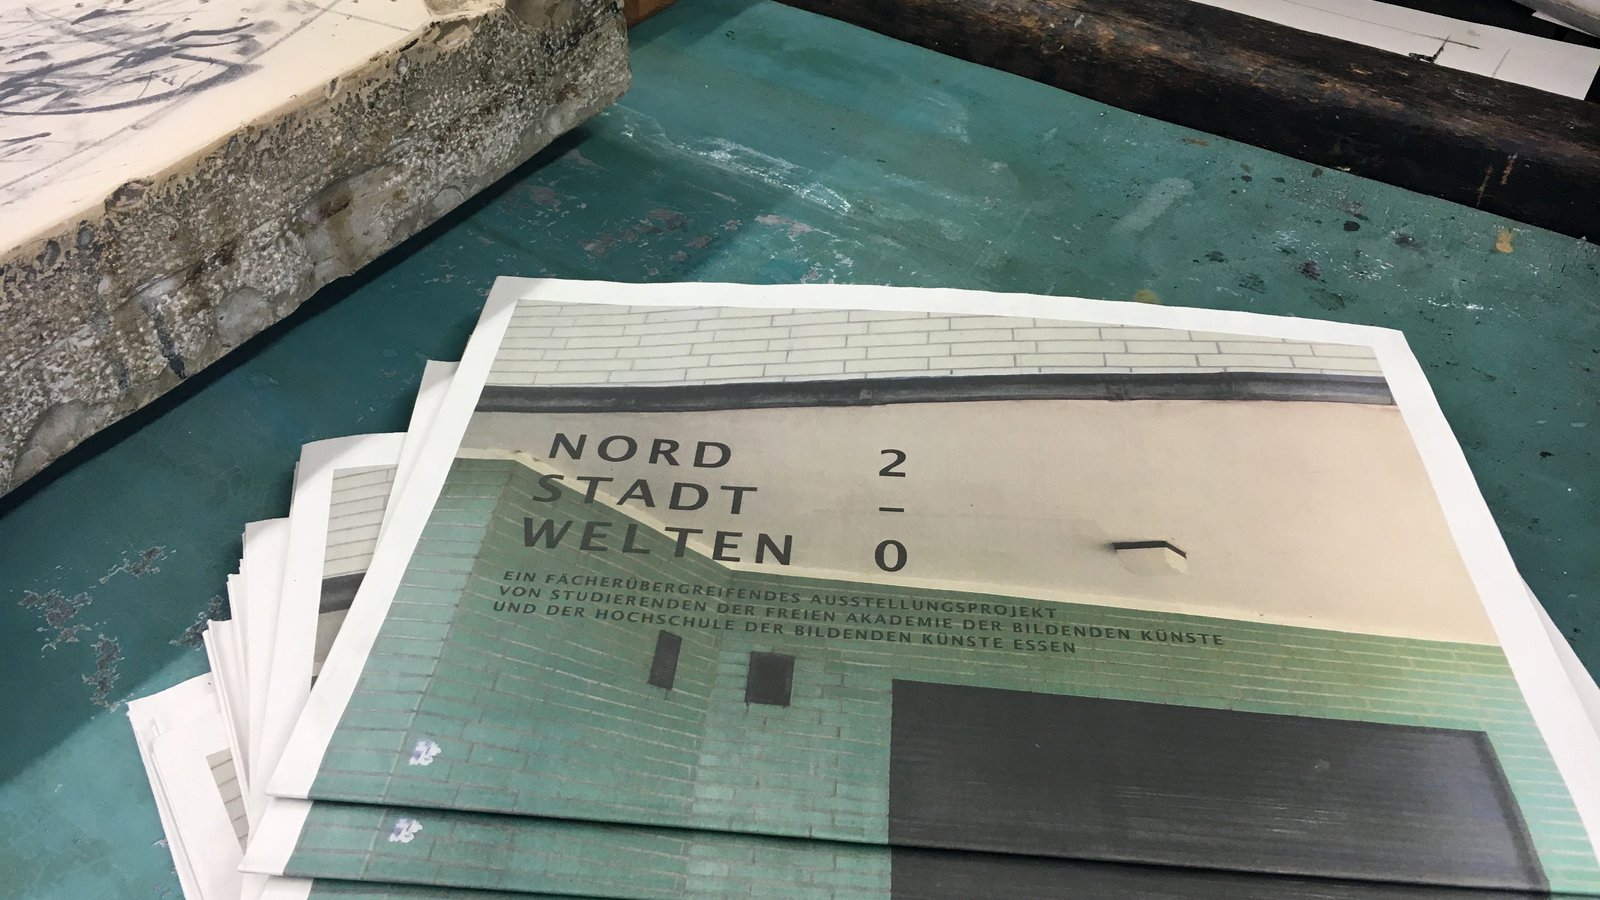 NORD 2
STADT –
WELTEN 0
EIN FÄCHERÜBERGREIFENDES AUSSTELLUNGSPROJEKT
VON STUDIERENDEN DER FREIEN AKADEMIE DER BILDENDEN KÜNSTE
UND DER HOCHSCHULE DER BILDENDEN KÜNSTE ESSEN